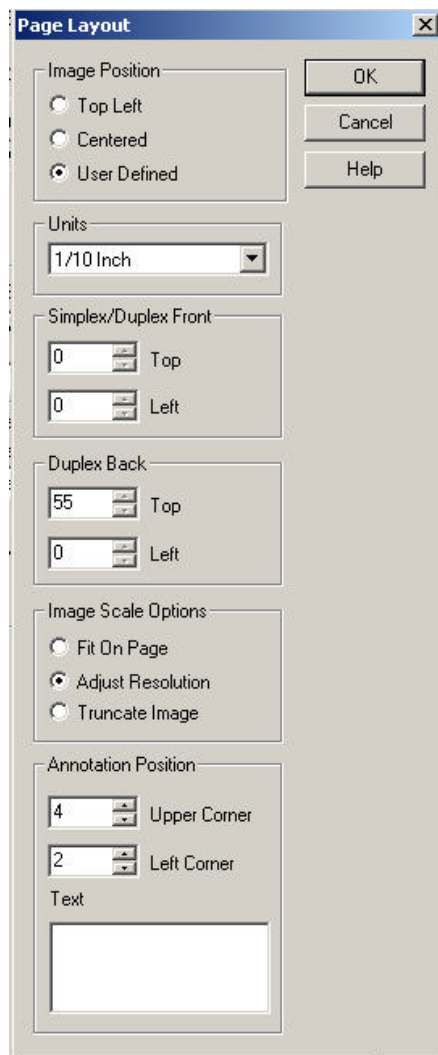 Page Layout
Image Position
OK
Top Left
Cancel
Centered
Help
User Defined
Units
1/10 Inch
Simplex/Duplex Front
0 Top
0 Left
Duplex Back
55 Top
0 Left
Image Scale Options
Fit On Page
Adjust Resolution
Truncate Image
Annotation Position
4 Upper Corner
2 Left Corner
Text